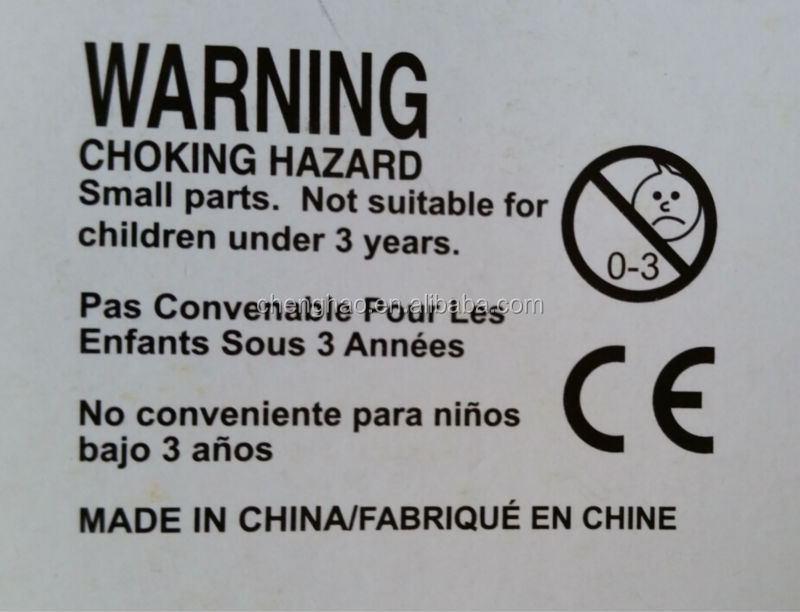 WARNING
CHOKING HAZARD
Small parts. Not suitable for
children under 3 years.
0-3
Pas Convenable Pour Les
chenghao.en.alibaba.com
Enfants Sous 3 Années
CE
No conveniente para niños
bajo 3 años
MADE IN CHINA/FABRIQUÉ EN CHINE